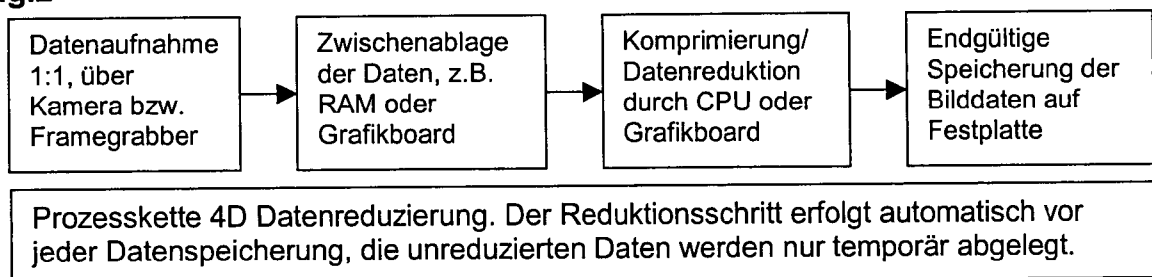 Datenaufnahme
1:1, über
Kamera bzw.
Framegrabber
Zwischenablage
der Daten, z.B.
RAM oder
Grafikboard
Komprimierung/
Datenreduktion
durch CPU oder
Grafikboard
Endgültige
Speicherung der
Bilddaten auf
Festplatte
Prozesskette 4D Datenreduzierung. Der Reduktionsschritt erfolgt automatisch vor
jeder Datenspeicherung, die unreduzierten Daten werden nur temporär abgelegt.